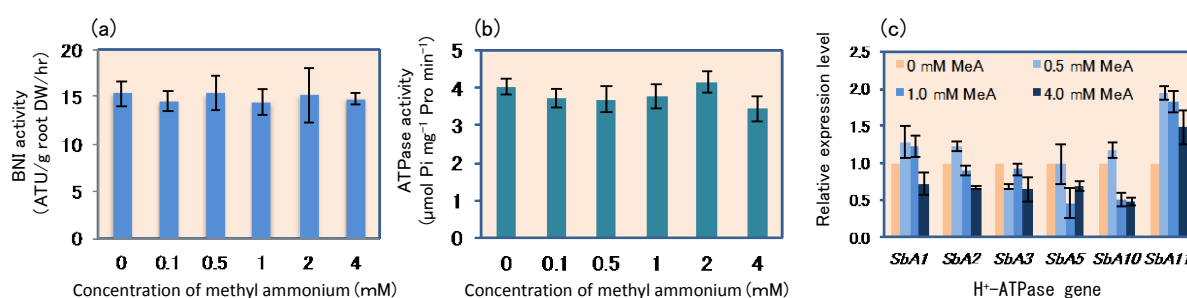 (a)
20
15
10
5
0
BNI activity
(ATU/g root DW/hr)
0 0.1 0.5 1 2 4
Concentration of methyl ammonium (mM)
(b)
5
4
3
2
1
0
ATPase activity
(μmol Pi mg⁻¹ Pro min⁻¹)
0 0.1 0.5 1 2 4
Concentration of methyl ammonium (mM)
(c)
2.5
2.0
1.5
1.0
0.5
0.0
Relative expression level
0 mM MeA 0.5 mM MeA
1.0 mM MeA 4.0 mM MeA
SbA1 SbA2 SbA3 SbA5 SbA10 SbA11
H⁺-ATPase gene